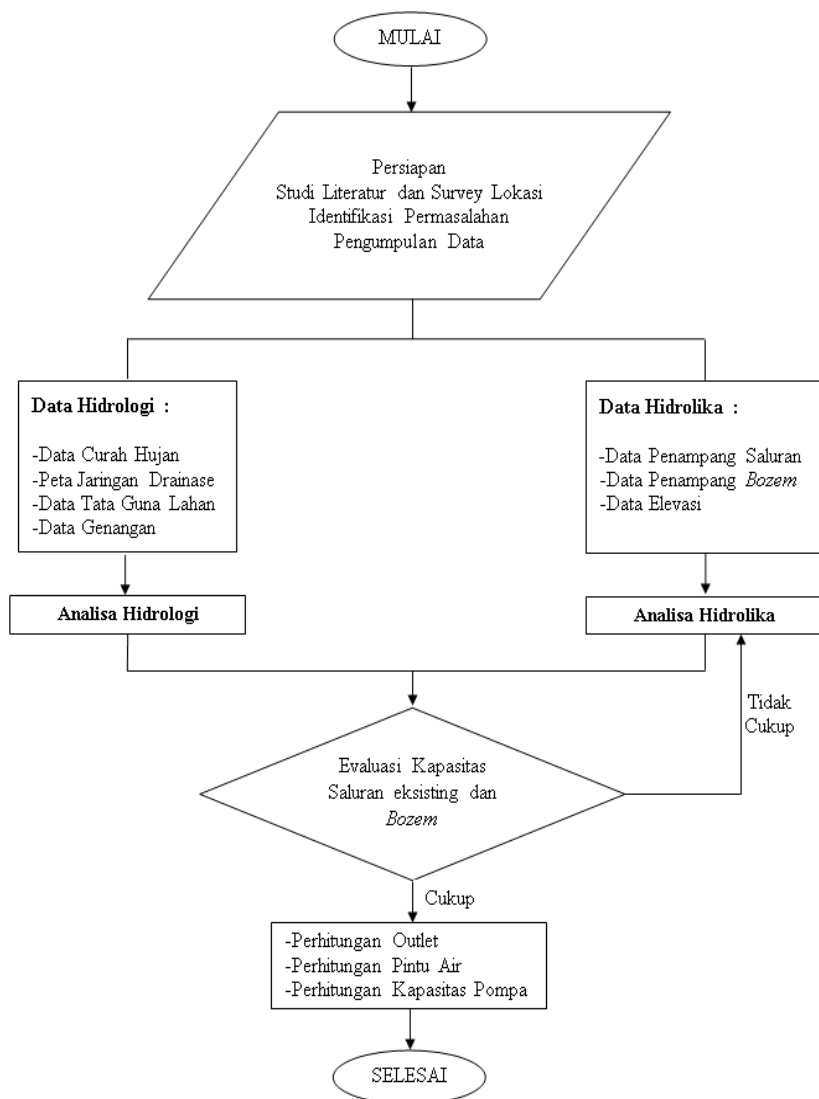 MULAI
Persiapan
Studi Literatur dan Survey Lokasi
Identifikasi Permasalahan
Pengumpulan Data
Data Hidrologi :
-Data Curah Hujan
-Peta Jaringan Drainase
-Data Tata Guna Lahan
-Data Genangan
Data Hidrolika :
-Data Penampang Saluran
-Data Penampang Bozem
-Data Elevasi
Analisa Hidrologi
Analisa Hidrolika
Tidak
Cukup
Evaluasi Kapasitas
Saluran eksisting dan
Bozem
Cukup
-Perhitungan Outlet
-Perhitungan Pintu Air
-Perhitungan Kapasitas Pompa
SELESAI